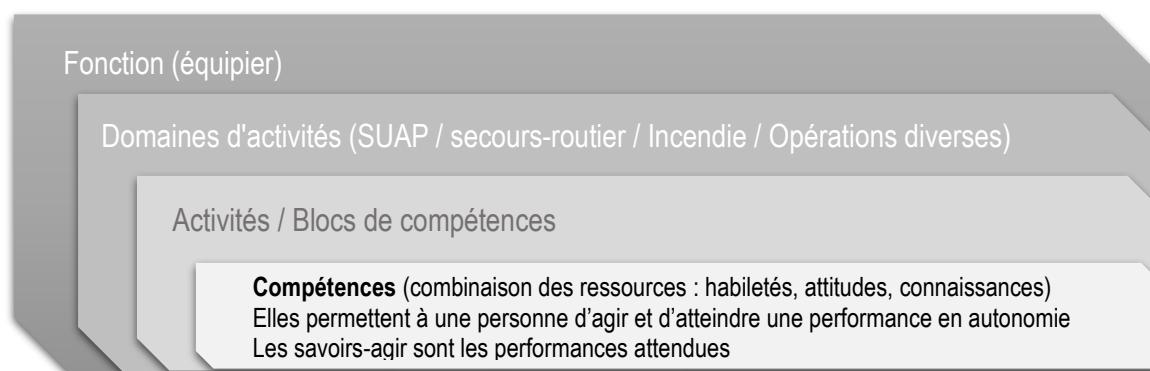 Fonction (équipier)
Domaines d'activités (SUAP / secours-routier / Incendie / Opérations diverses)
Activités / Blocs de compétences
Compétences (combinaison des ressources : habiletés, attitudes, connaissances)
Elles permettent à une personne d’agir et d’atteindre une performance en autonomie
Les savoirs-agir sont les performances attendues